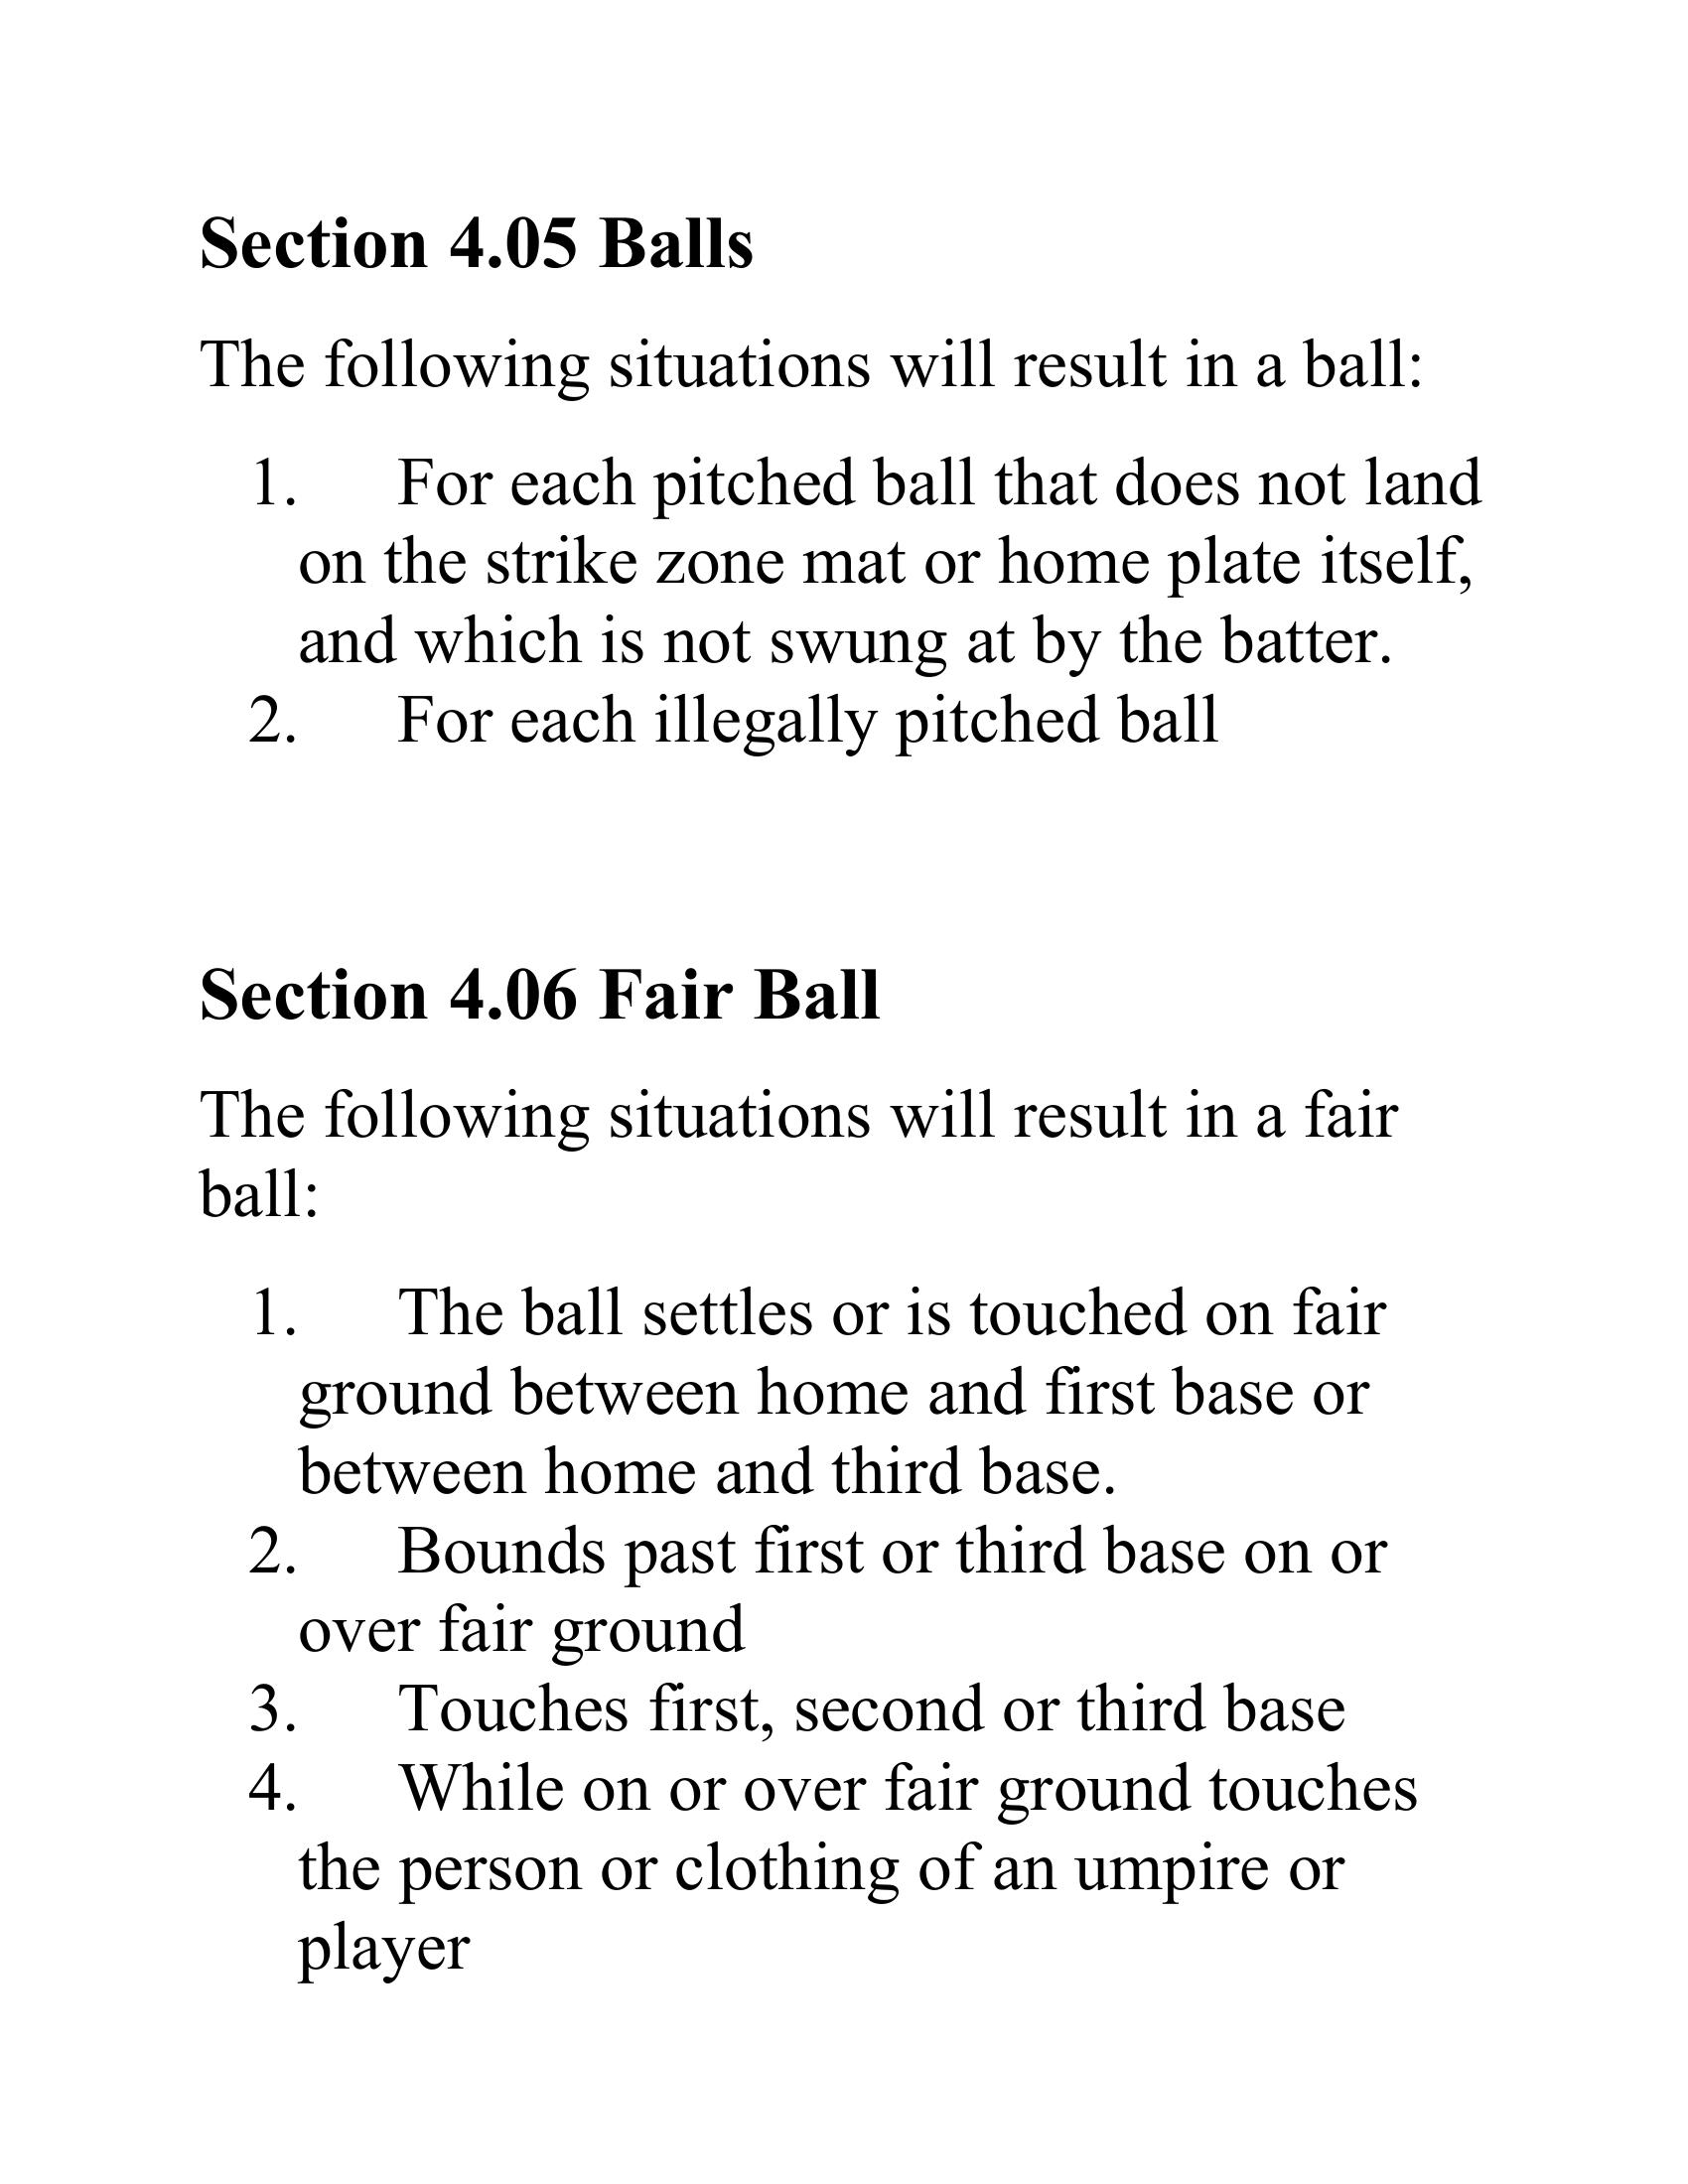 Section 4.05 Balls
The following situations will result in a ball:
1. For each pitched ball that does not land
on the strike zone mat or home plate itself,
and which is not swung at by the batter.
2. For each illegally pitched ball
Section 4.06 Fair Ball
The following situations will result in a fair
ball:
1. The ball settles or is touched on fair
ground between home and first base or
between home and third base.
2. Bounds past first or third base on or
over fair ground
3. Touches first, second or third base
4. While on or over fair ground touches
the person or clothing of an umpire or
player